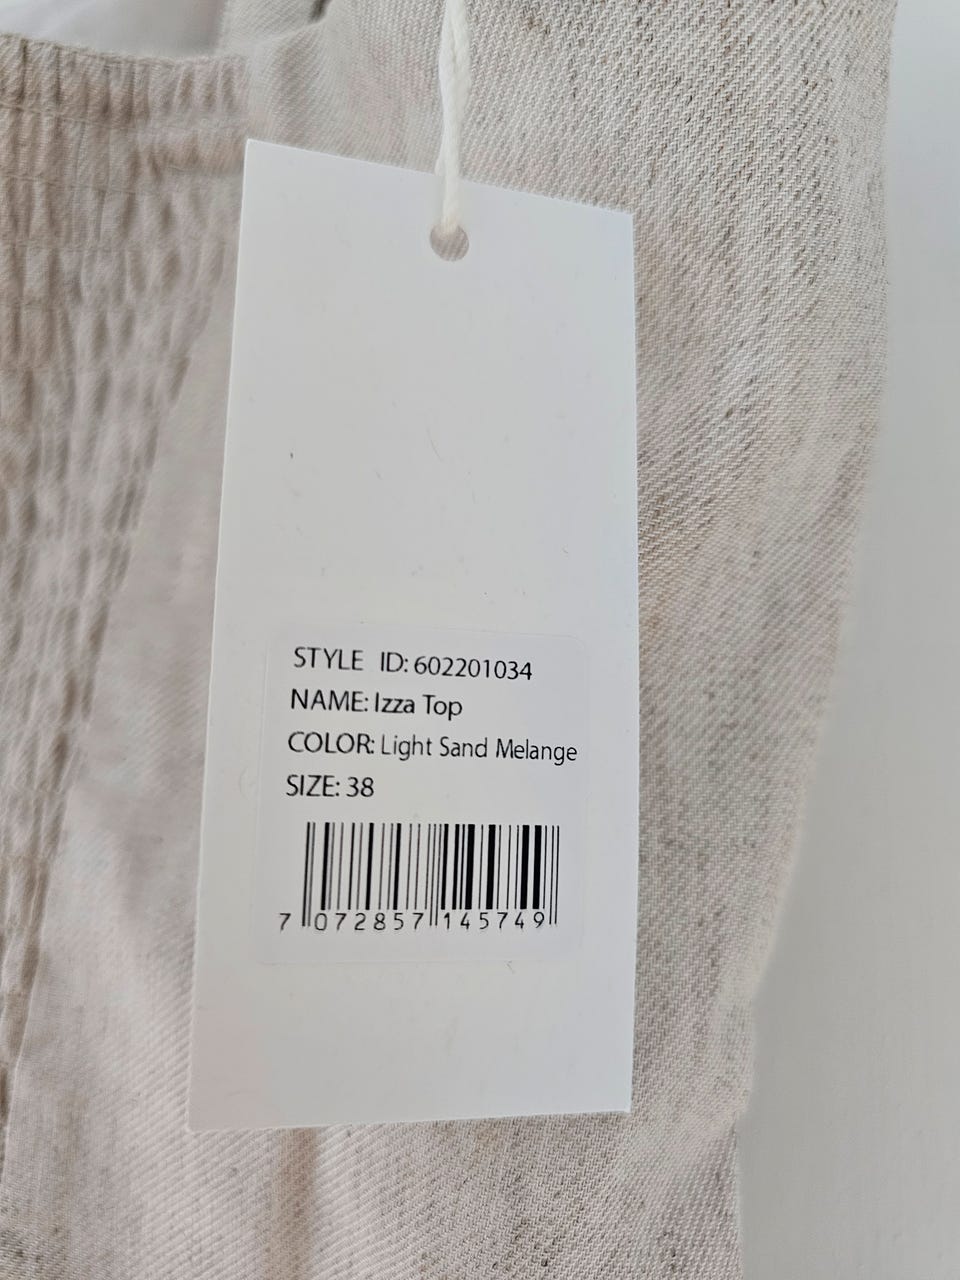 STYLE ID: 602201034
NAME: Izza Top
COLOR: Light Sand Melange
SIZE: 38
7 072857 145749